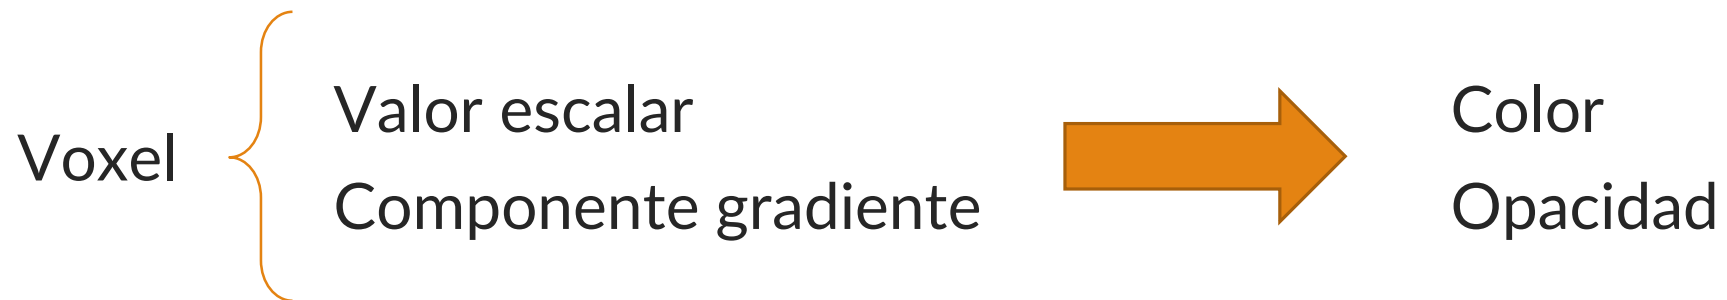 Voxel
Valor escalar
Componente gradiente
Color
Opacidad